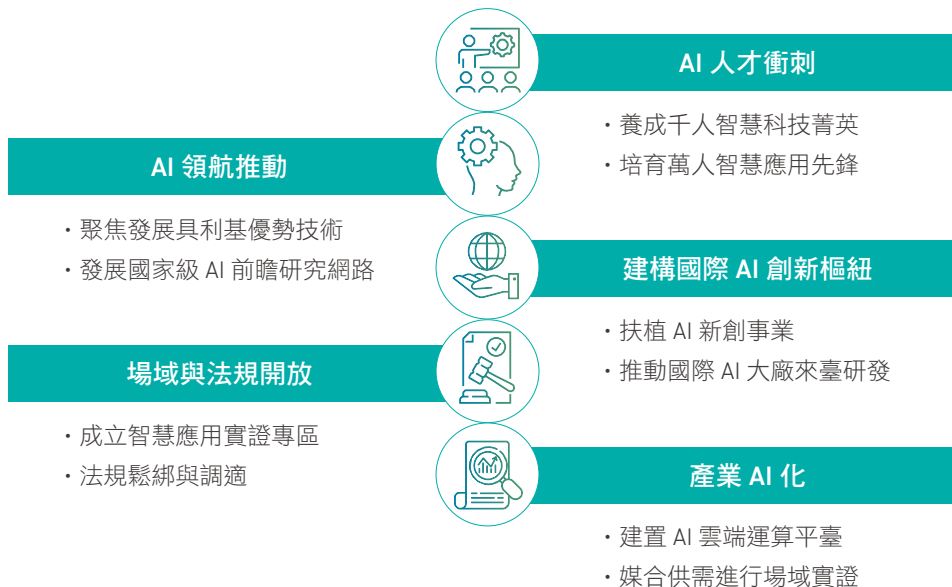 AI 人才衝刺
・養成千人智慧科技菁英
・培育萬人智慧應用先鋒
AI 領航推動
・聚焦發展具利基優勢技術
・發展國家級 AI 前瞻研究網路
建構國際 AI 創新樞紐
・扶植 AI 新創事業
・推動國際 AI 大廠來臺研發
場域與法規開放
・成立智慧應用實證專區
・法規鬆綁與調適
產業 AI 化
・建置 AI 雲端運算平臺
・媒合供需進行場域實證